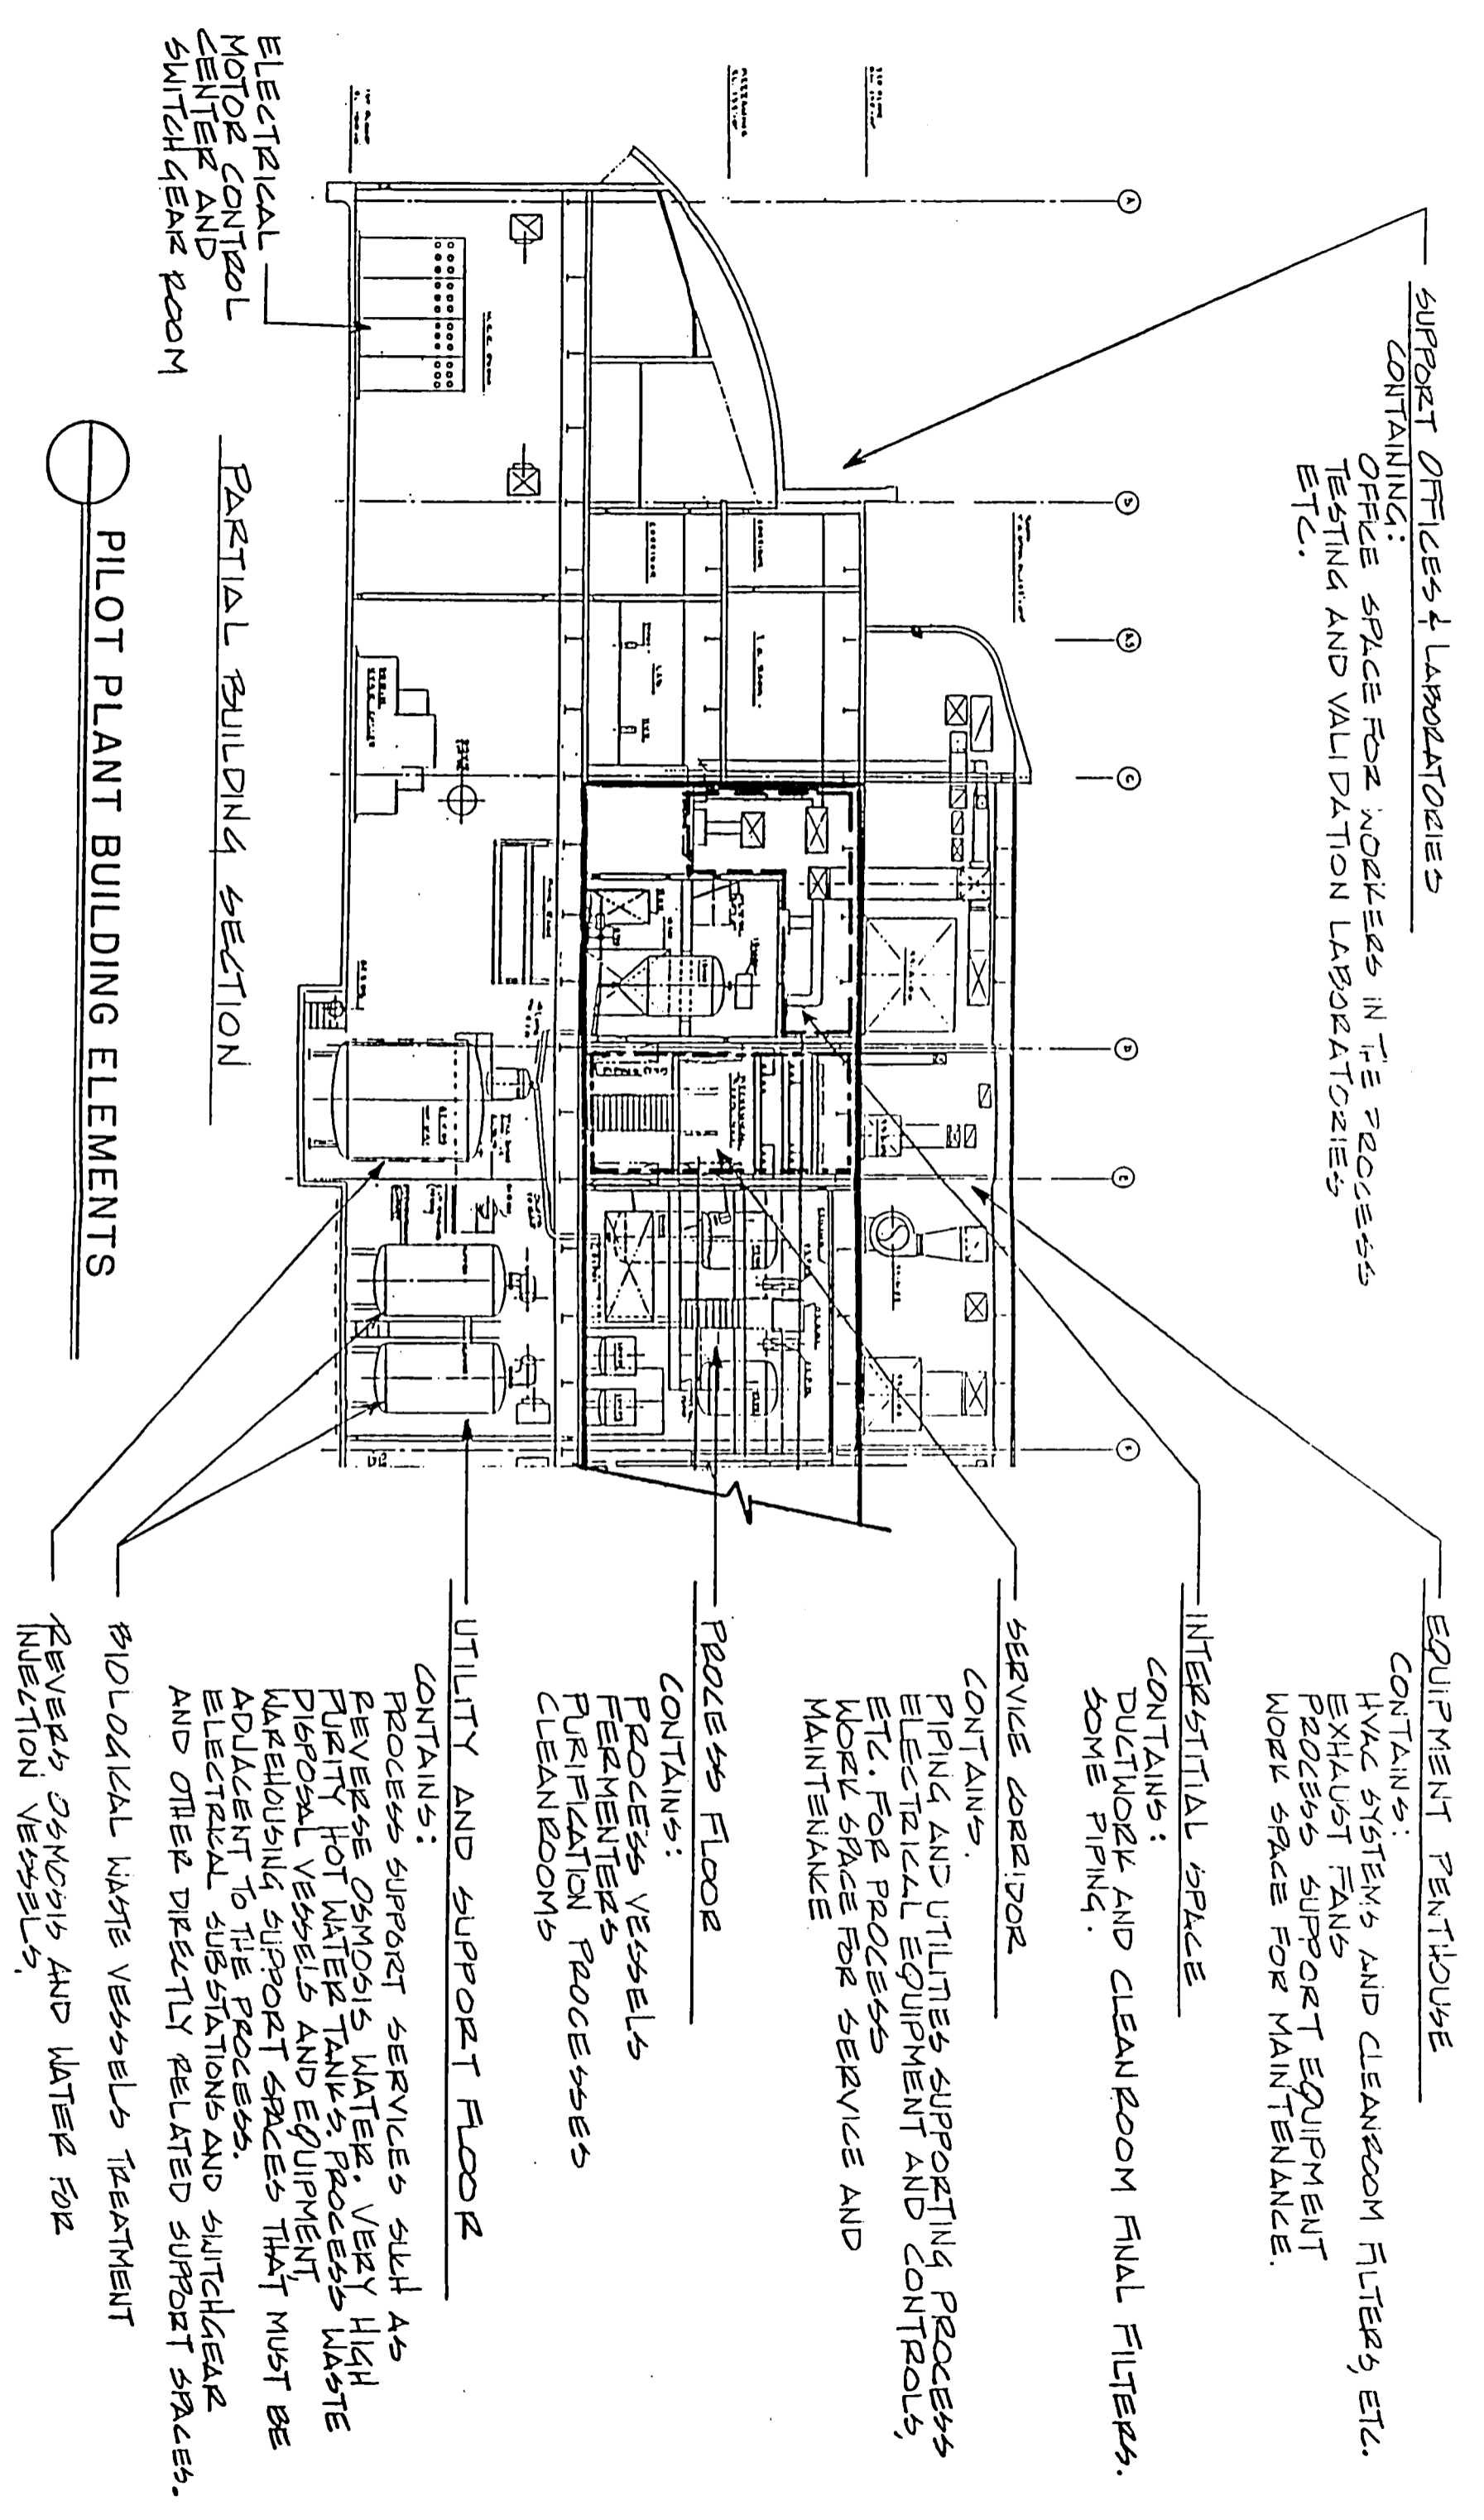 SUPPORT OFFICES & LABORATORIES
CONTAINING:
OFFICE SPACE FOR WORKERS IN THE PROCESS
TESTING AND VALIDATION LABORATORIES
ETC.
EQUIPMENT PENTHOUSE
CONTAINS:
HVAC SYSTEMS AND CLEANROOM FILTERS, ETC.
EXHAUST FANS
PROCESS SUPPORT EQUIPMENT
WORK SPACE FOR MAINTENANCE.
INTERSTITIAL SPACE
CONTAINS:
DUCTWORK AND CLEANROOM FINAL FILTERS.
SOME PIPING.
SERVICE CORRIDOR
CONTAINS.
PIPING AND UTILITIES SUPPORTING PROCESS
ELECTRICAL EQUIPMENT AND CONTROLS,
ETC. FOR PROCESS
WORK SPACE FOR SERVICE AND
MAINTENANCE
PROCESS FLOOR
CONTAINS:
PROCESS VESSELS
FERMENTERS
PURIFICATION PROCESSES
CLEANROOMS
UTILITY AND SUPPORT FLOOR
CONTAINS:
PROCESS SUPPORT SERVICES SUCH AS
REVERSE OSMOSIS WATER. VERY HIGH
PURITY HOT WATER TANKS. PROCESS WASTE
DISPOSAL VESSELS AND EQUIPMENT,
WAREHOUSING SUPPORT SPACES THAT MUST BE
ADJACENT TO THE PROCESS.
ELECTRICAL SUBSTATIONS AND SWITCHGEAR
AND OTHER DIRECTLY RELATED SUPPORT SPACES.
BIOLOGICAL WASTE VESSELS TREATMENT
REVERS OSMOSIS AND WATER FOR
INJECTION VESSELS,
A
B
C
D
E
F
ELECTRICAL
MOTOR CONTROL
CENTER AND
SWITCHGEAR ROOM
PARTIAL BUILDING SECTION
PILOT PLANT BUILDING ELEMENTS